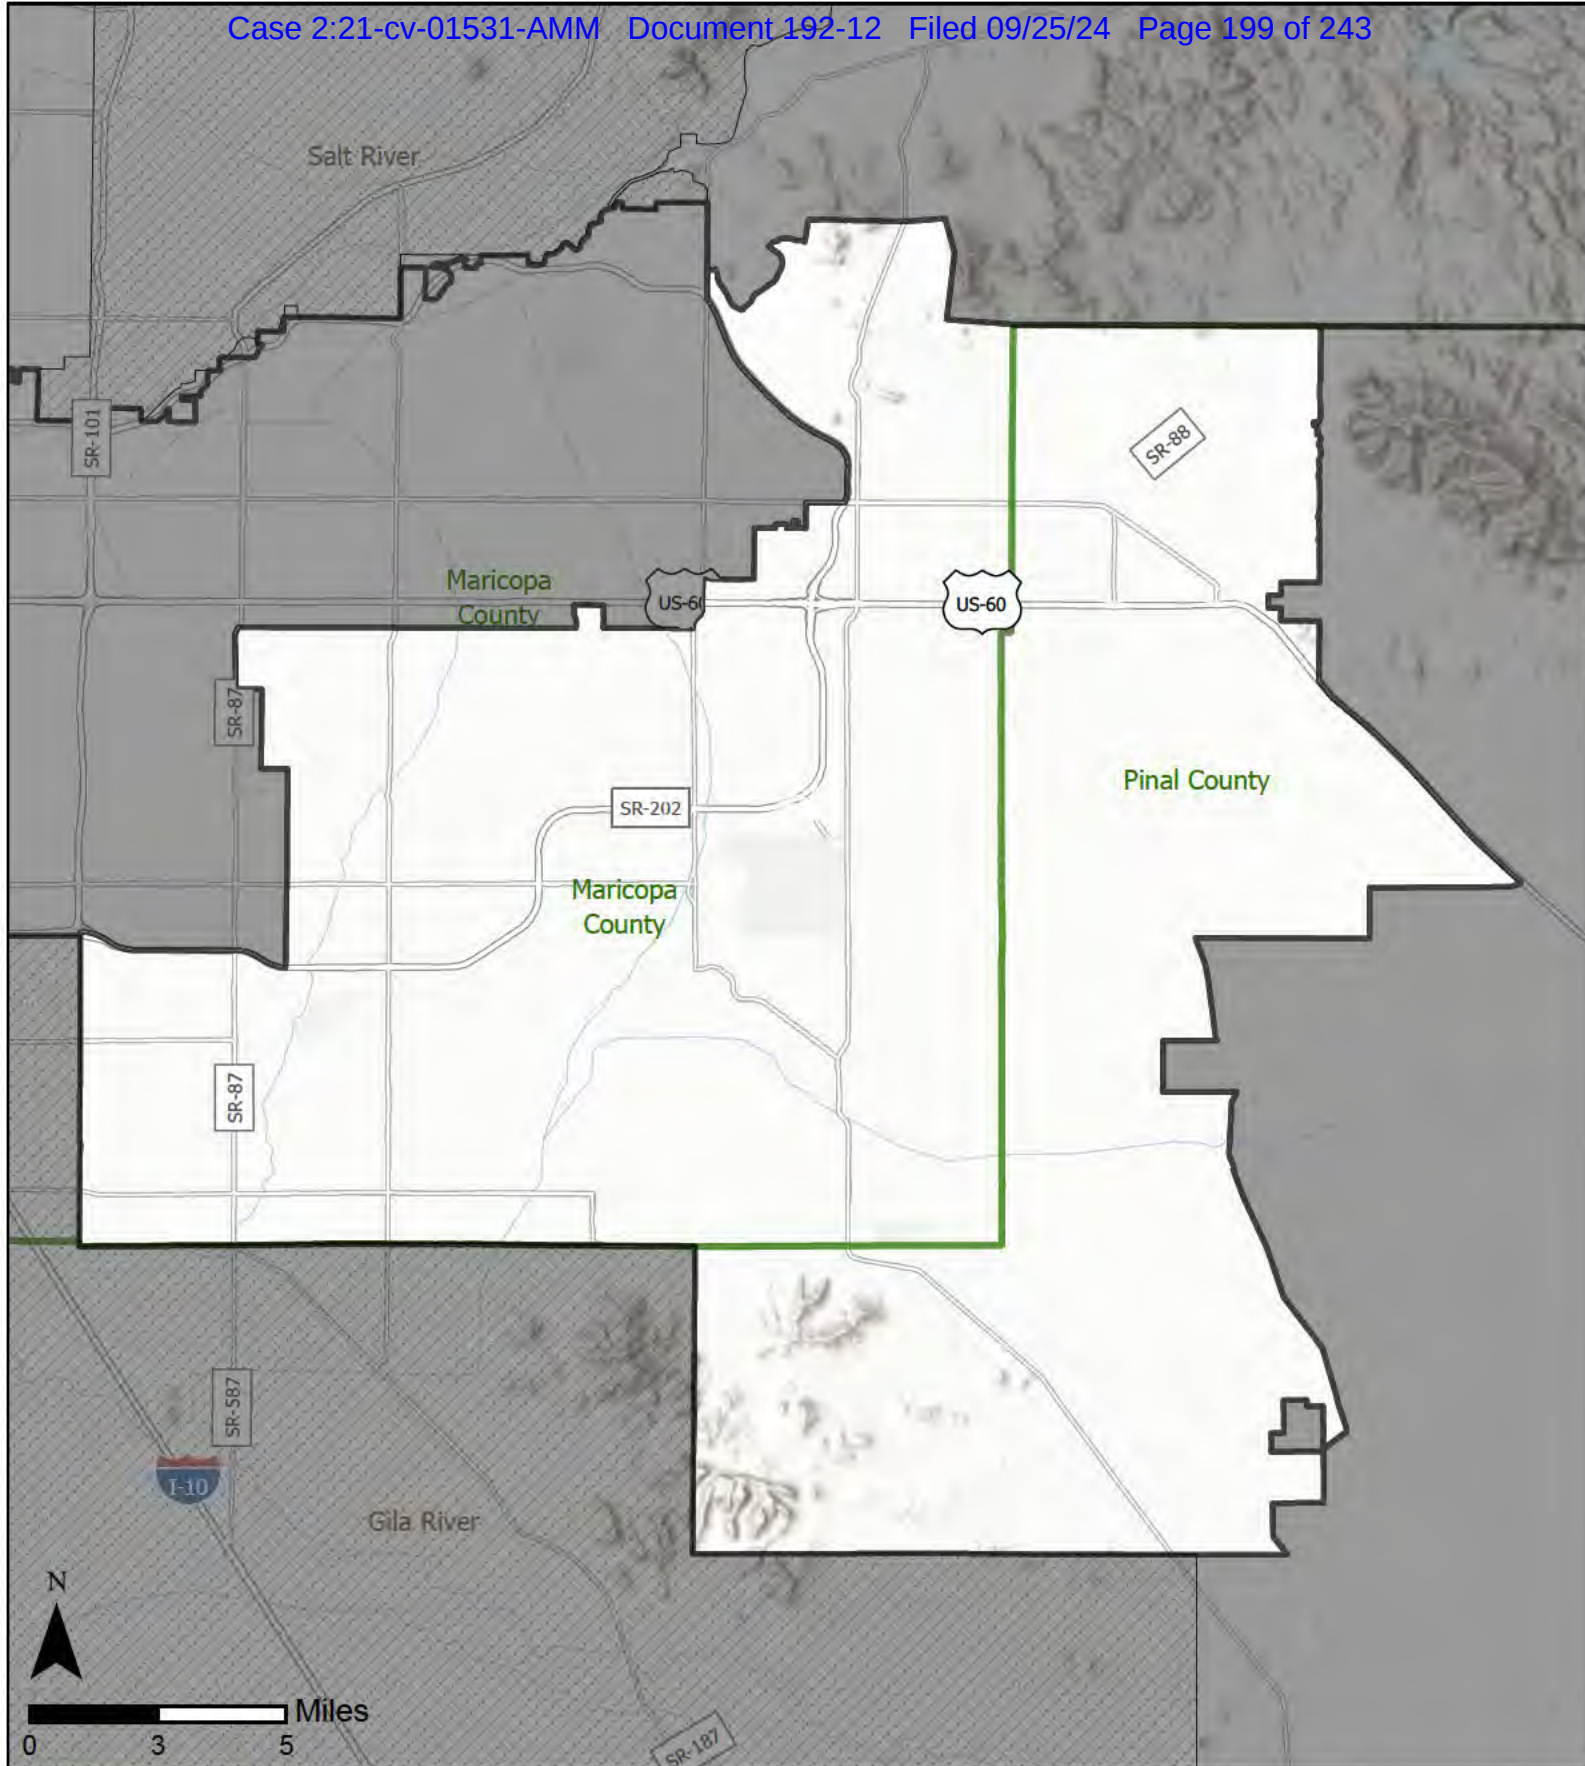 Case 2:21-cv-01531-AMM Document 192-12 Filed 09/25/24 Page 199 of 243
Salt River
SR-101
SR-88
Maricopa
County
US-60
US-60
SR-87
Pinal County
SR-202
Maricopa
County
SR-87
SR-587
I-10
Gila River
N
Miles
0 3 5
SR-187